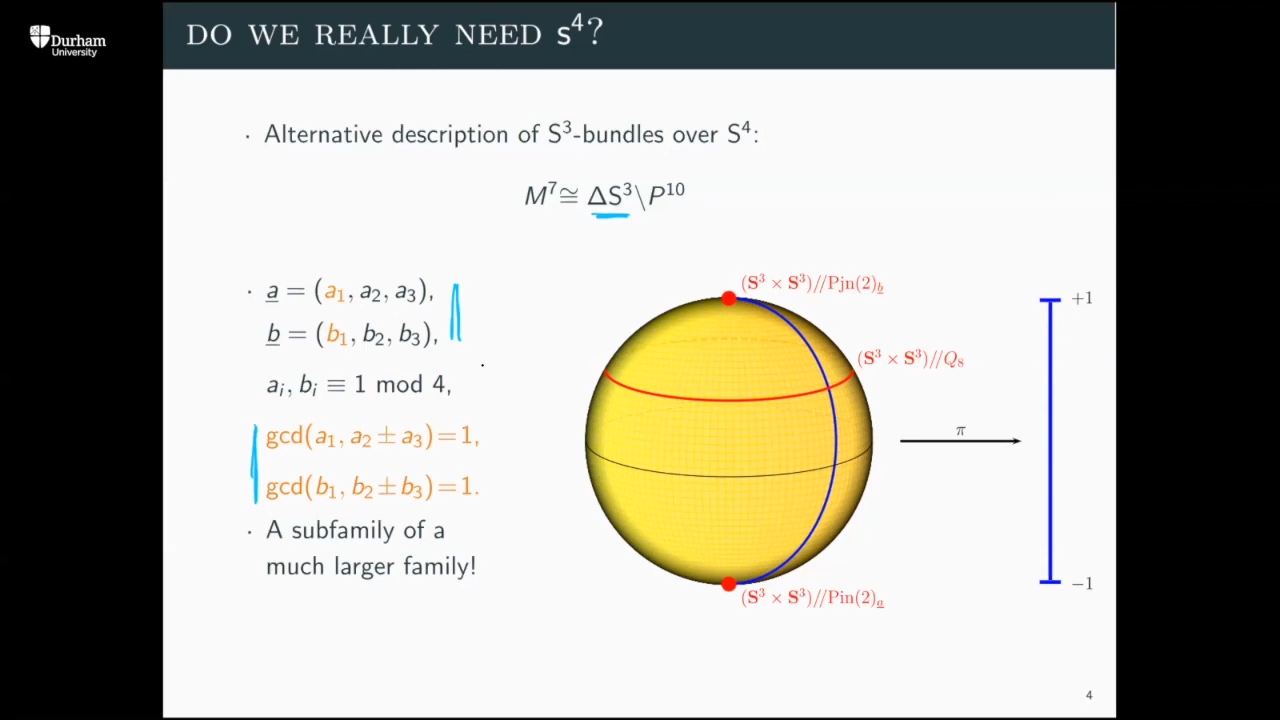 Durham
University
DO WE REALLY NEED S⁴?
· Alternative description of S³-bundles over S⁴:
M⁷≅ ΔS³\P¹⁰
· a = (a₁, a₂, a₃),
b = (b₁, b₂, b₃),
aᵢ, bᵢ ≡ 1 mod 4,
gcd(a₁, a₂ ± a₃) = 1,
gcd(b₁, b₂ ± b₃) = 1.
· A subfamily of a
much larger family!
(S³ × S³)//Pjn(2)_b
(S³ × S³)//Q₈
(S³ × S³)//Pin(2)_a
π
+1
−1
4